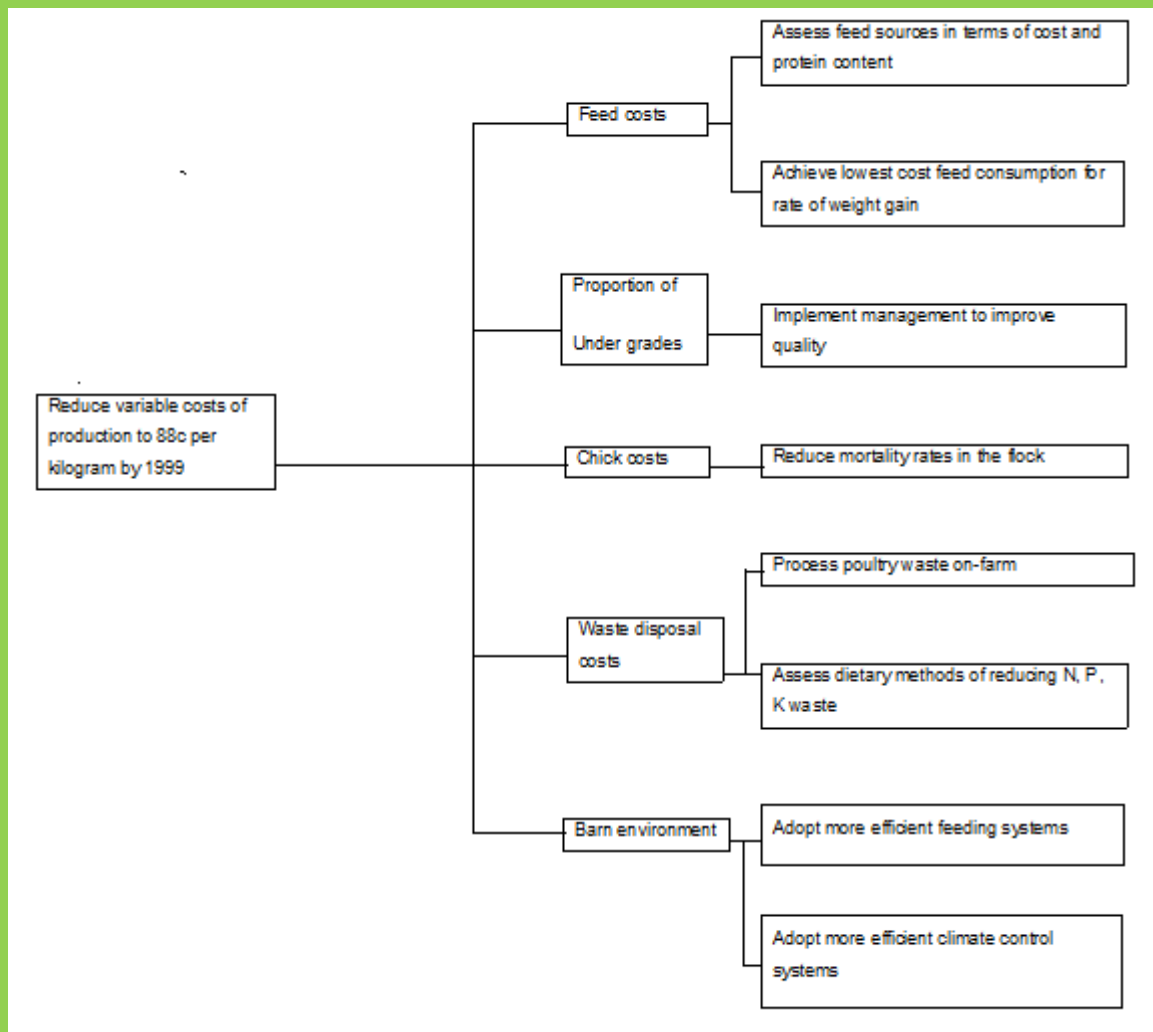 Assess feed sources in terms of cost and
protein content
Feed costs
Achieve lowest cost feed consumption for
rate of weight gain
Proportion of
Under grades
Implement management to improve
quality
Reduce variable costs of
production to 88c per
kilogram by 1999
Chick costs
Reduce mortality rates in the flock
Process poultry waste on-farm
Waste disposal
costs
Assess dietary methods of reducing N, P,
K waste
Barn environment
Adopt more efficient feeding systems
Adopt more efficient climate control
systems